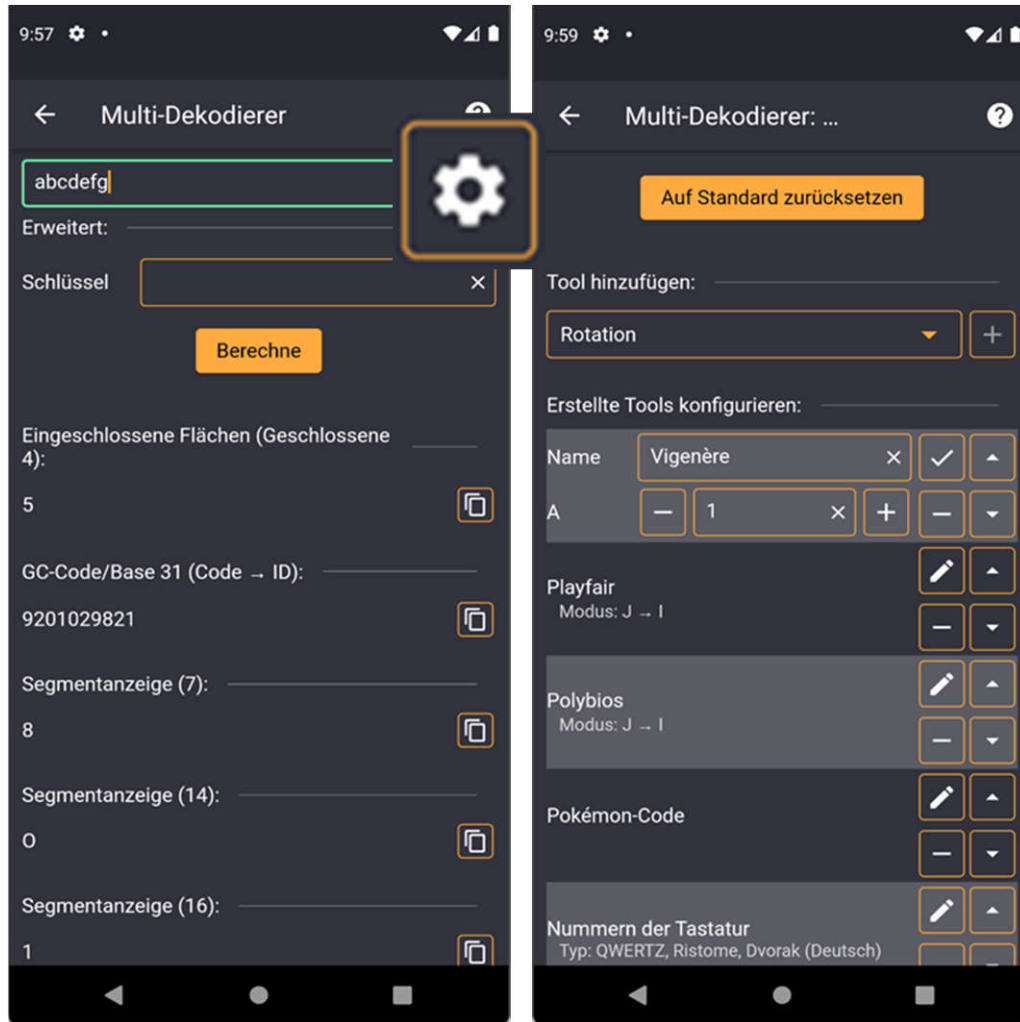 9:57
Multi-Dekodierer
abcdefg
Erweitert:
Schlüssel
Berechne
Eingeschlossene Flächen (Geschlossene
4):
5
GC-Code/Base 31 (Code → ID):
9201029821
Segmentanzeige (7):
8
Segmentanzeige (14):
O
Segmentanzeige (16):
1
9:59
Multi-Dekodierer: ...
Auf Standard zurücksetzen
Tool hinzufügen:
Rotation
Erstellte Tools konfigurieren:
Name Vigenère
A 1
Playfair
Modus: J → I
Polybios
Modus: J → I
Pokémon-Code
Nummern der Tastatur
Typ: QWERTZ, Ristome, Dvorak (Deutsch)